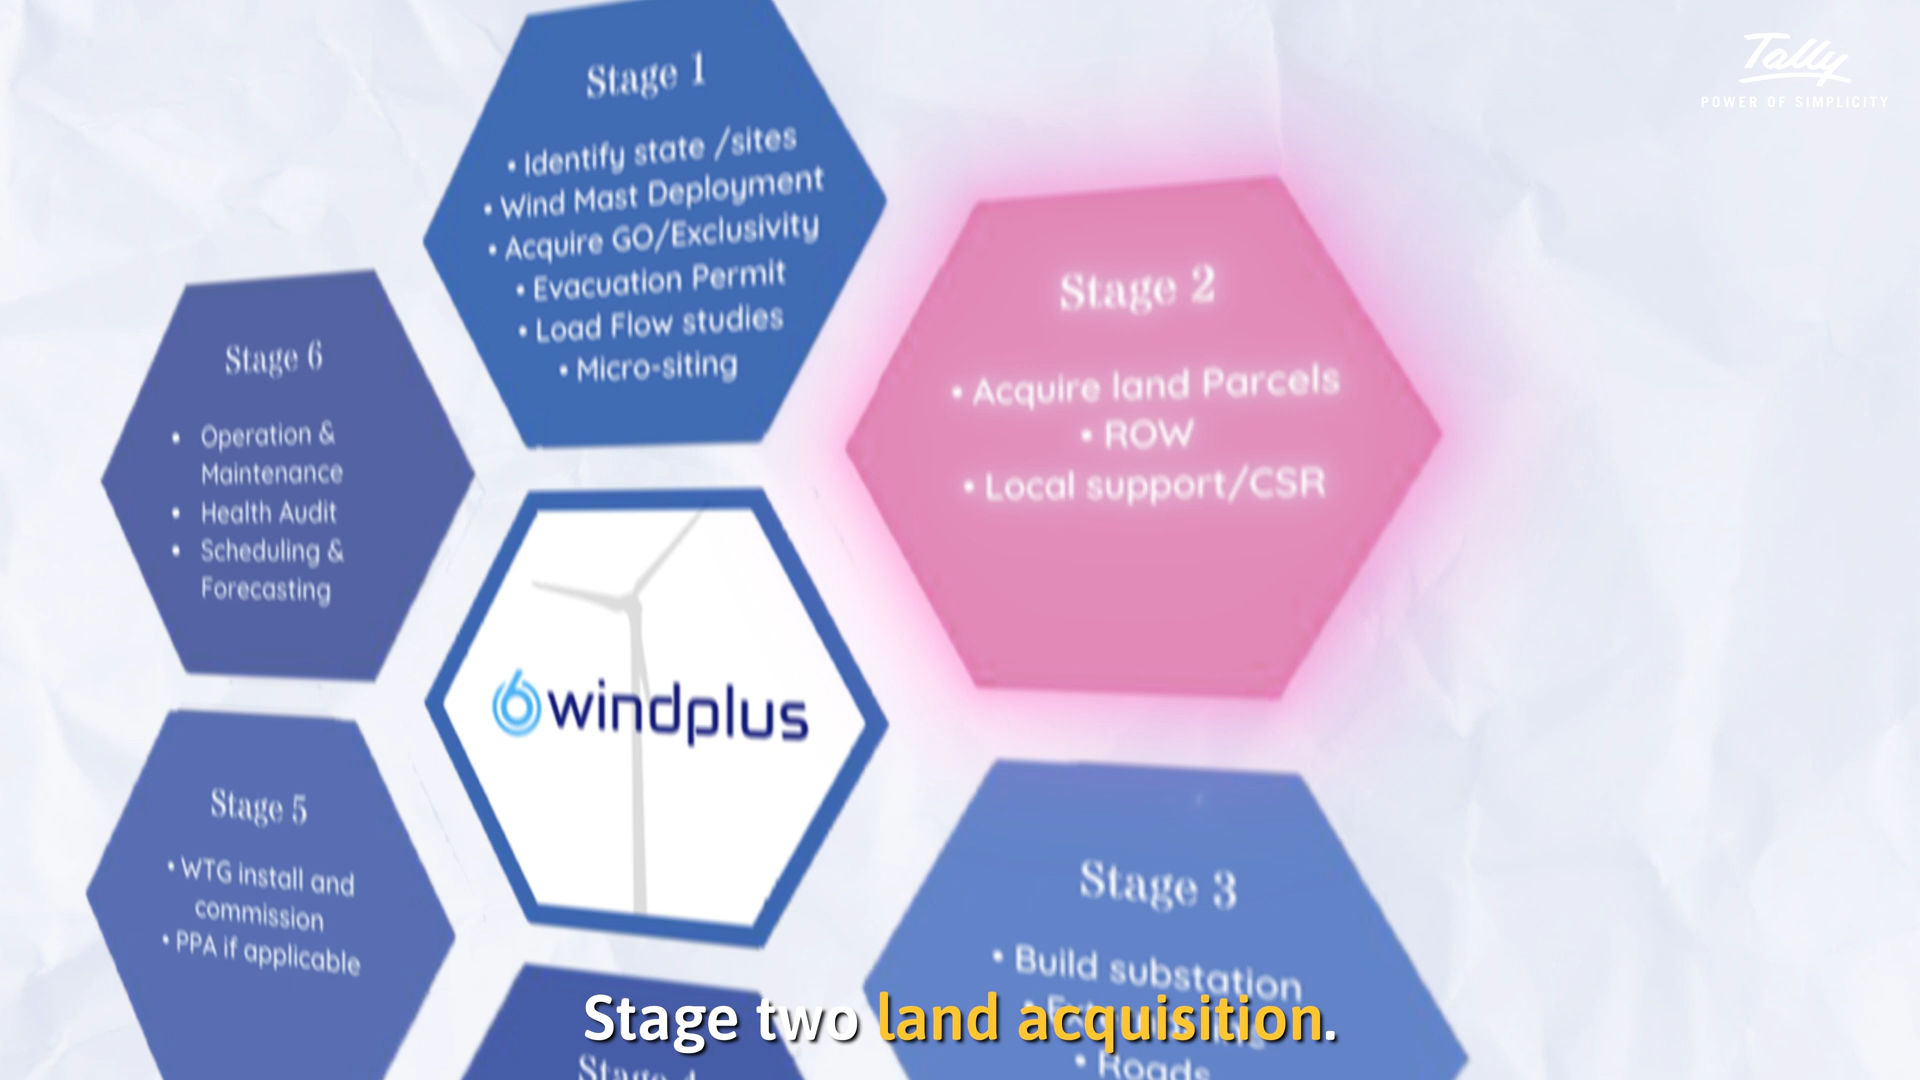 Tally
POWER OF SIMPLICITY
Stage 1
• Identify state /sites
• Wind Mast Deployment
• Acquire GO/Exclusivity
• Evacuation Permit
• Load Flow studies
• Micro-siting
Stage 2
• Acquire land Parcels
• ROW
• Local support/CSR
Stage 6
• Operation &
Maintenance
• Health Audit
• Scheduling &
Forecasting
windplus
Stage 5
• WTG install and
commission
• PPA if applicable
Stage 3
• Build substation
• Roads
Stage 4
Stage two land acquisition.